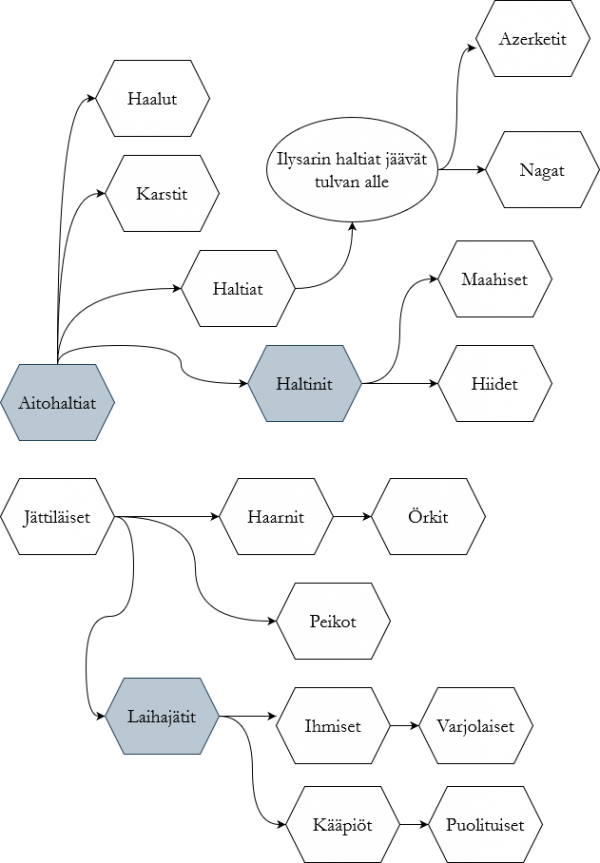 Azerketit
Haalut
Ilysarin haltiat jäävät
tulvan alle
Nagat
Karstit
Haltiat
Maahiset
Haltinit
Hiidet
Aitohaltiat
Jättiläiset
Haarnit
Örkit
Peikot
Laihajätit
Ihmiset
Varjolaiset
Kääpiöt
Puolituiset